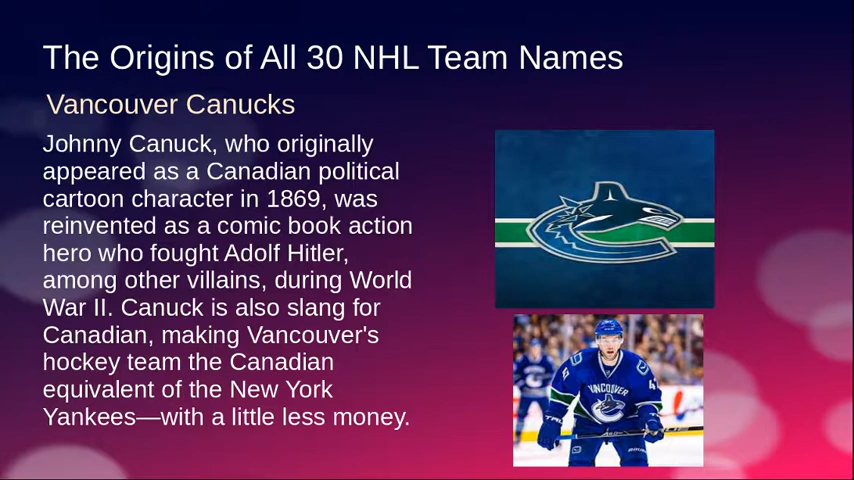 The Origins of All 30 NHL Team Names
Vancouver Canucks
Johnny Canuck, who originally
appeared as a Canadian political
cartoon character in 1869, was
reinvented as a comic book action
hero who fought Adolf Hitler,
among other villains, during World
War II. Canuck is also slang for
Canadian, making Vancouver's
hockey team the Canadian
equivalent of the New York
Yankees—with a little less money.
VANCOUVER